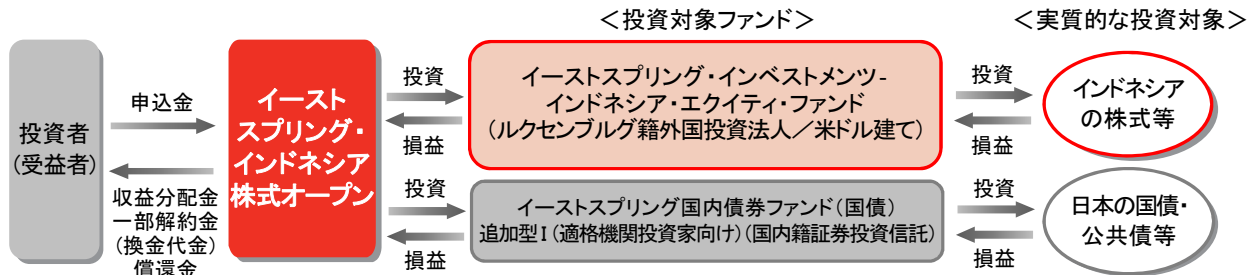 ＜投資対象ファンド＞
＜実質的な投資対象＞
投資者
(受益者)
申込金
収益分配金
一部解約金
(換金代金)
償還金
イースト
スプリング・
インドネシア
株式オープン
投資
損益
イーストスプリング・インベストメンツ-
インドネシア・エクイティ・ファンド
(ルクセンブルグ籍外国投資法人／米ドル建て)
投資
損益
インドネシア
の株式等
投資
損益
イーストスプリング国内債券ファンド(国債)
追加型Ⅰ(適格機関投資家向け)(国内籍証券投資信託)
投資
損益
日本の国債・
公共債等